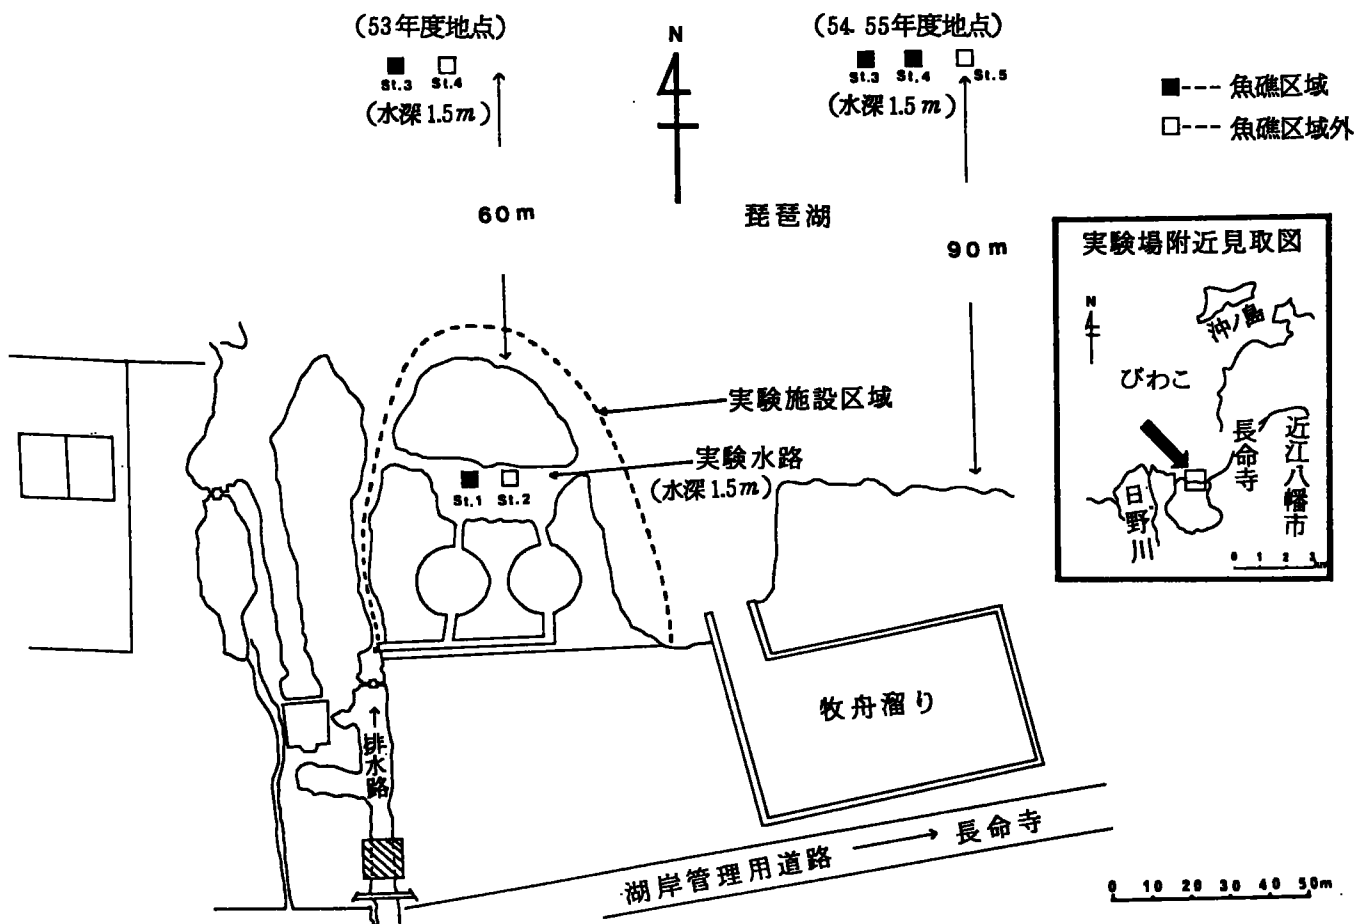 (53年度地点)
St.3 St.4
(水深1.5m)
60m
N
琵琶湖
(54. 55年度地点)
St.3 St.4 St.5
(水深1.5m)
90m
■--- 魚礁区域
□--- 魚礁区域外
実験場附近見取図
N
沖ノ島
びわこ
長命寺
近江八幡市
日野川
0 1 2 3
実験施設区域
実験水路
(水深1.5m)
St.1 St.2
牧舟溜り
排水路
湖岸管理用道路 → 長命寺
0 10 20 30 40 50m